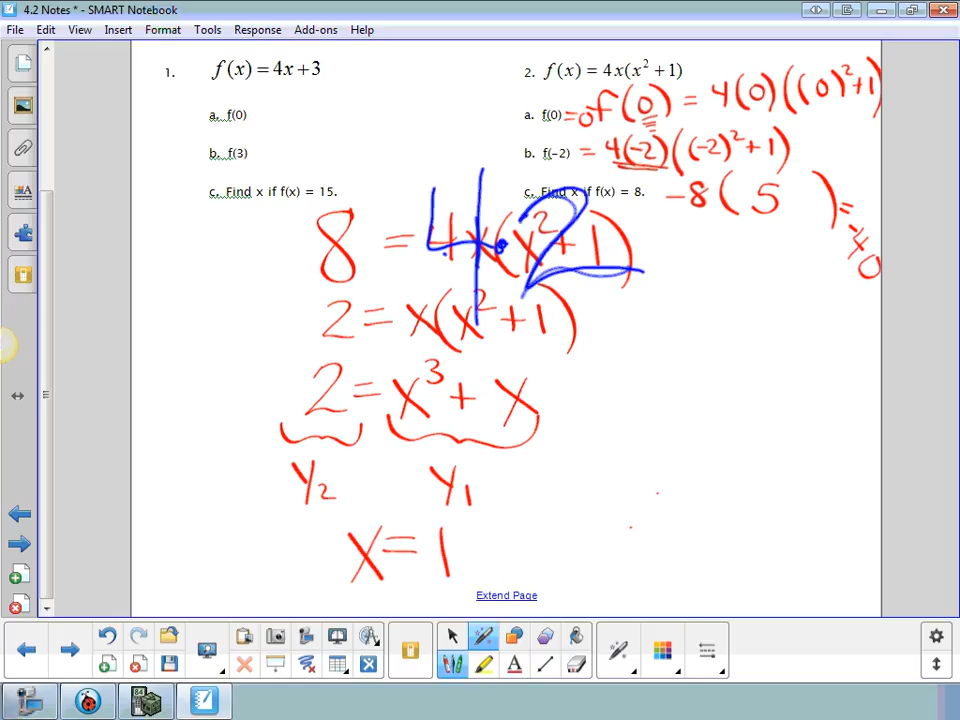 4.2 Notes * - SMART Notebook
File Edit View Insert Format Tools Response Add-ons Help
1. f(x) = 4x + 3
a. f(0)
b. f(3)
c. Find x if f(x) = 15.
2. f(x) = 4x(x² + 1)
a. f(0) = 0 f(0) = 4(0)((0)²+1)
b. f(−2) = 4(-2)((-2)²+1)
-8(5) = -40
c. Find x if f(x) = 8.
8 = 4x(x²+1)
4 · 2
2 = x(x²+1)
2 = x³ + x
y₂ y₁
x = 1
Extend Page